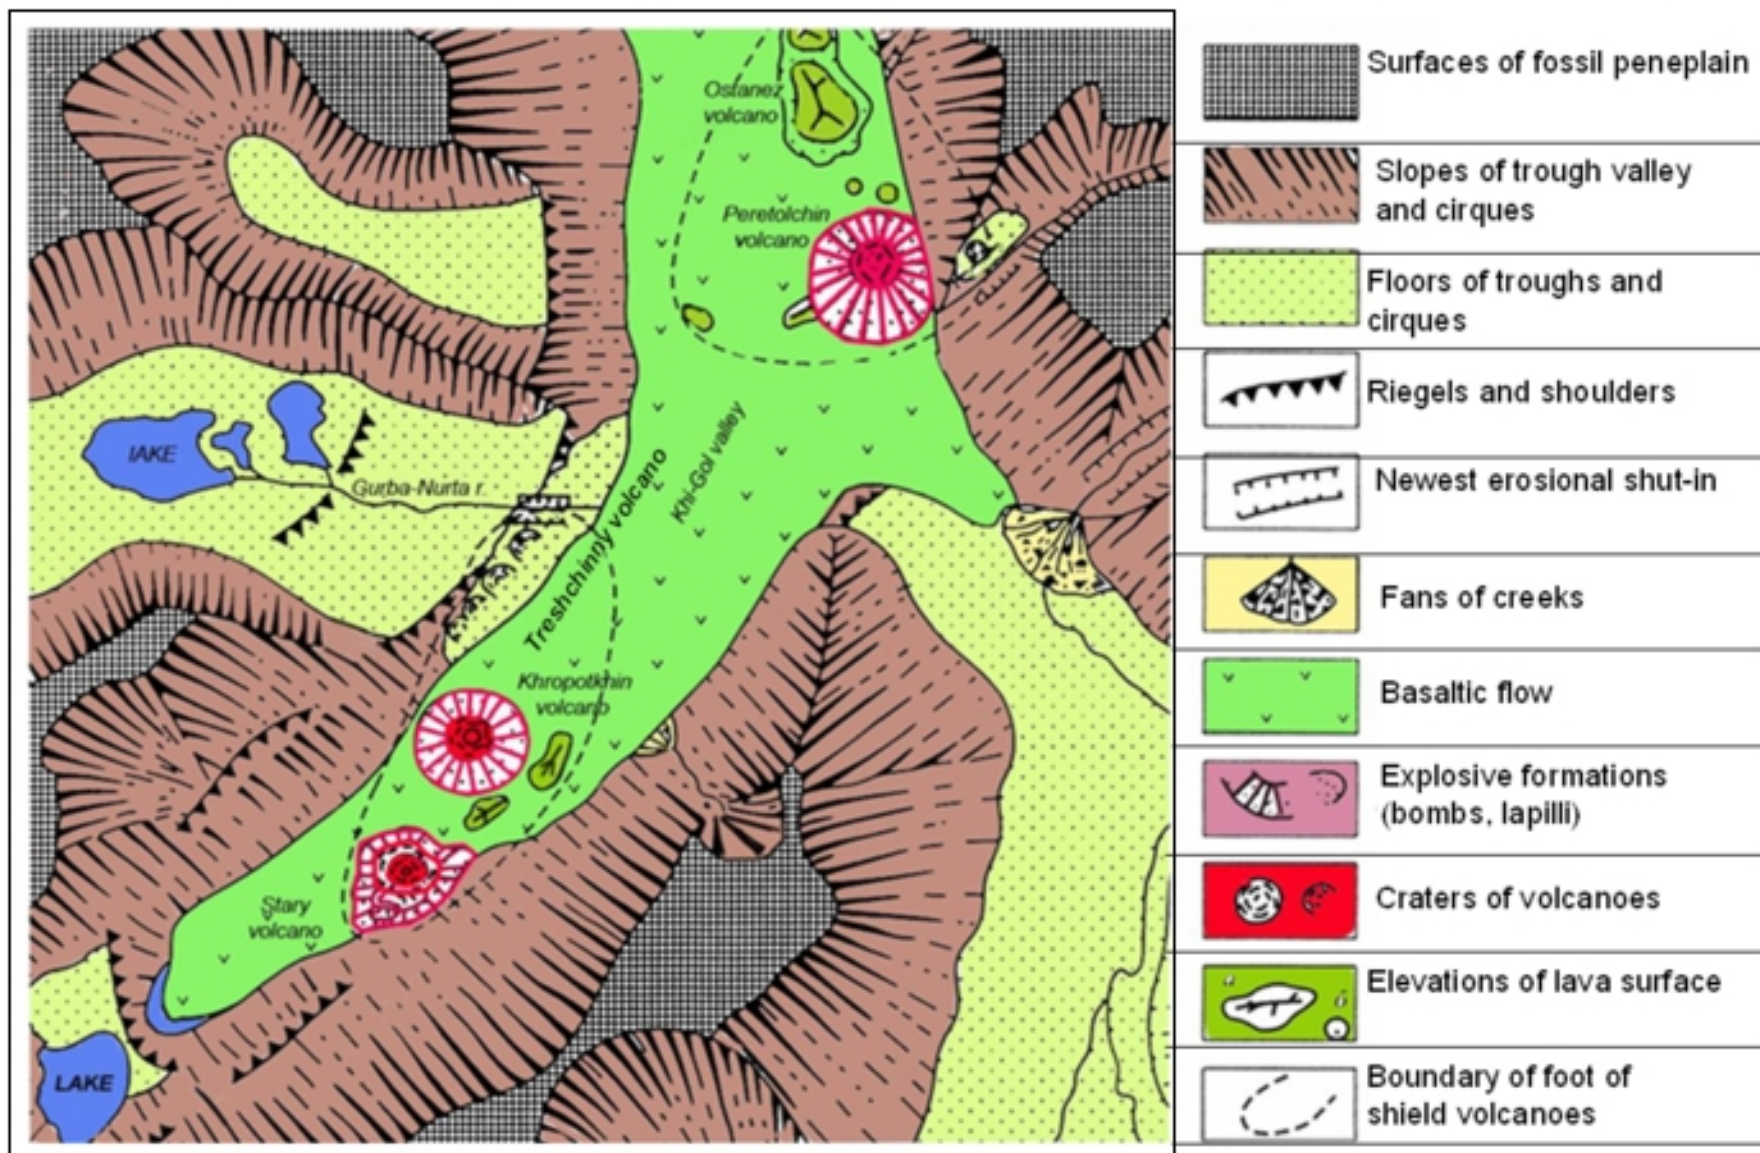 Ostanez
volcano
Peretolchin
volcano
lAKE
Gurba-Nurta r.
Khi-Gol valley
Treshchinny volcano
Khropotkhin
volcano
Stary
volcano
LAKE
Surfaces of fossil peneplain
Slopes of trough valley
and cirques
Floors of troughs and
cirques
Riegels and shoulders
Newest erosional shut-in
Fans of creeks
Basaltic flow
Explosive formations
(bombs, lapilli)
Craters of volcanoes
Elevations of lava surface
Boundary of foot of
shield volcanoes